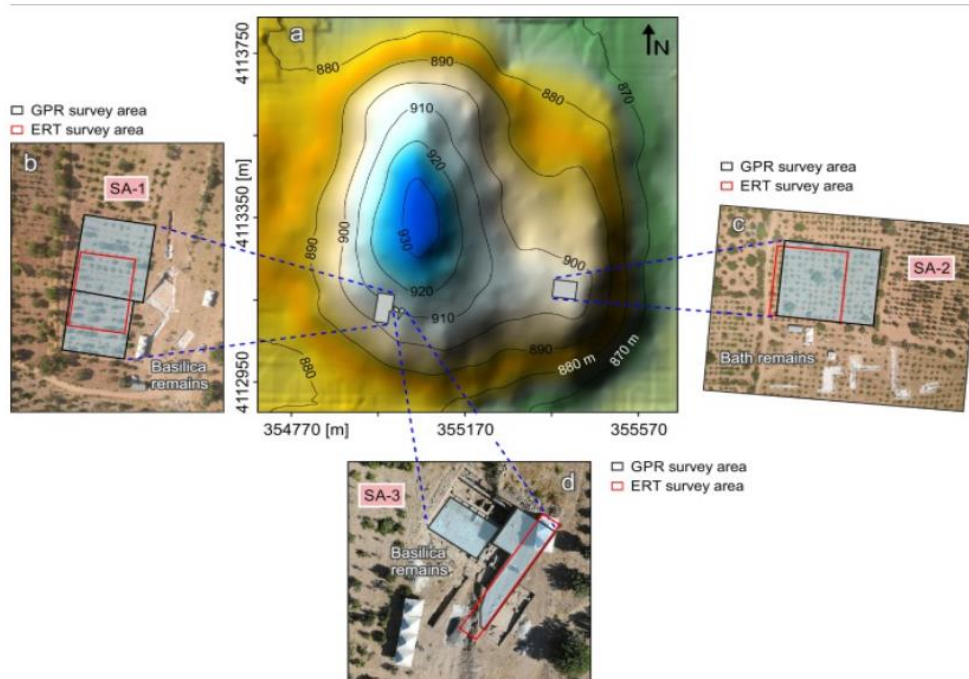 a
N
4113750
4113350
4112950
354770 [m]
355170
355570
880
890
880
870
910
920
930
890
900
900
920
910
890
880
880 m
870 m
GPR survey area
ERT survey area
b
SA-1
Basilica
remains
GPR survey area
ERT survey area
c
SA-2
Bath remains
GPR survey area
ERT survey area
d
SA-3
Basilica
remains